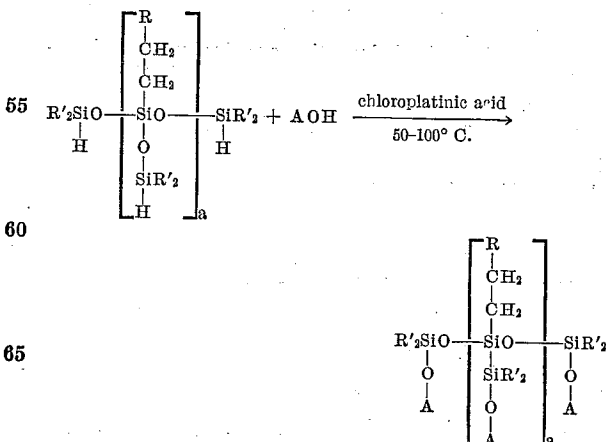 R
CH₂
CH₂
55 R'₂SiO—SiO—SiR'₂ + AOH chloroplatinic acid
H O H 50-100° C.
SiR'₂
H
a
60
R
CH₂
CH₂
65 R'₂SiO—SiO—SiR'₂
O SiR'₂ O
A O A
A
a